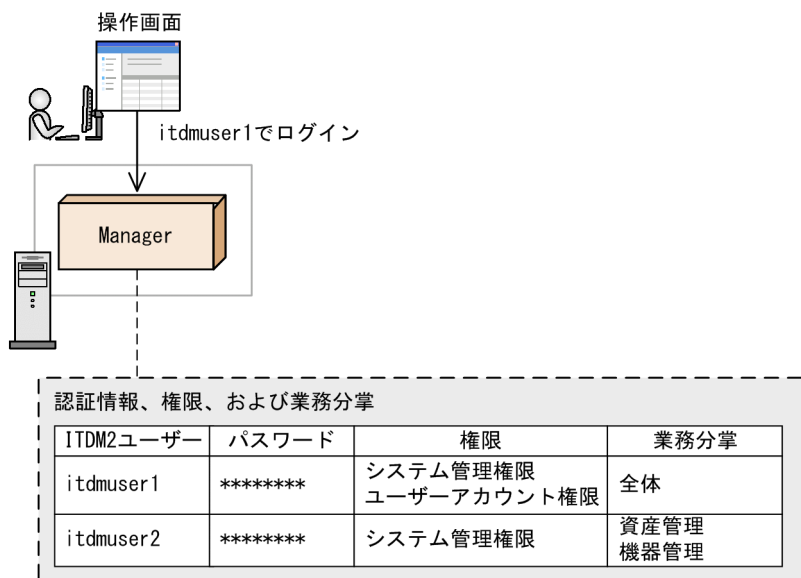 操作画面
itdmuser1でログイン
Manager
認証情報、権限、および業務分掌
ITDM2ユーザー パスワード 権限 業務分掌
itdmuser1 ******** システム管理権限 全体
ユーザーアカウント権限
itdmuser2 ******** システム管理権限 資産管理
機器管理